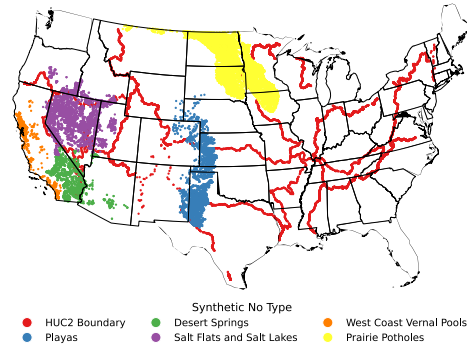 Synthetic No Type
HUC2 Boundary Desert Springs West Coast Vernal Pools
Playas Salt Flats and Salt Lakes Prairie Potholes